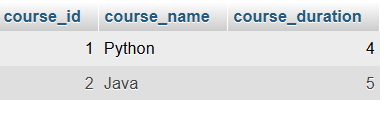 course_id course_name course_duration
1 Python 4
2 Java 5